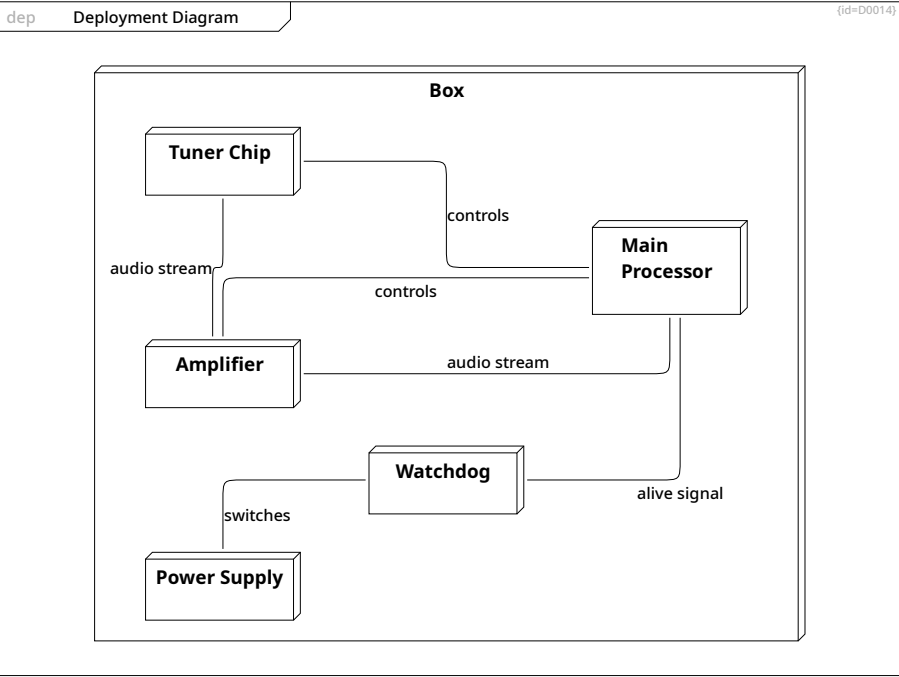 dep Deployment Diagram
{id=D0014}
Box
Tuner Chip
controls
Main
Processor
audio stream
controls
Amplifier
audio stream
Watchdog
alive signal
switches
Power Supply